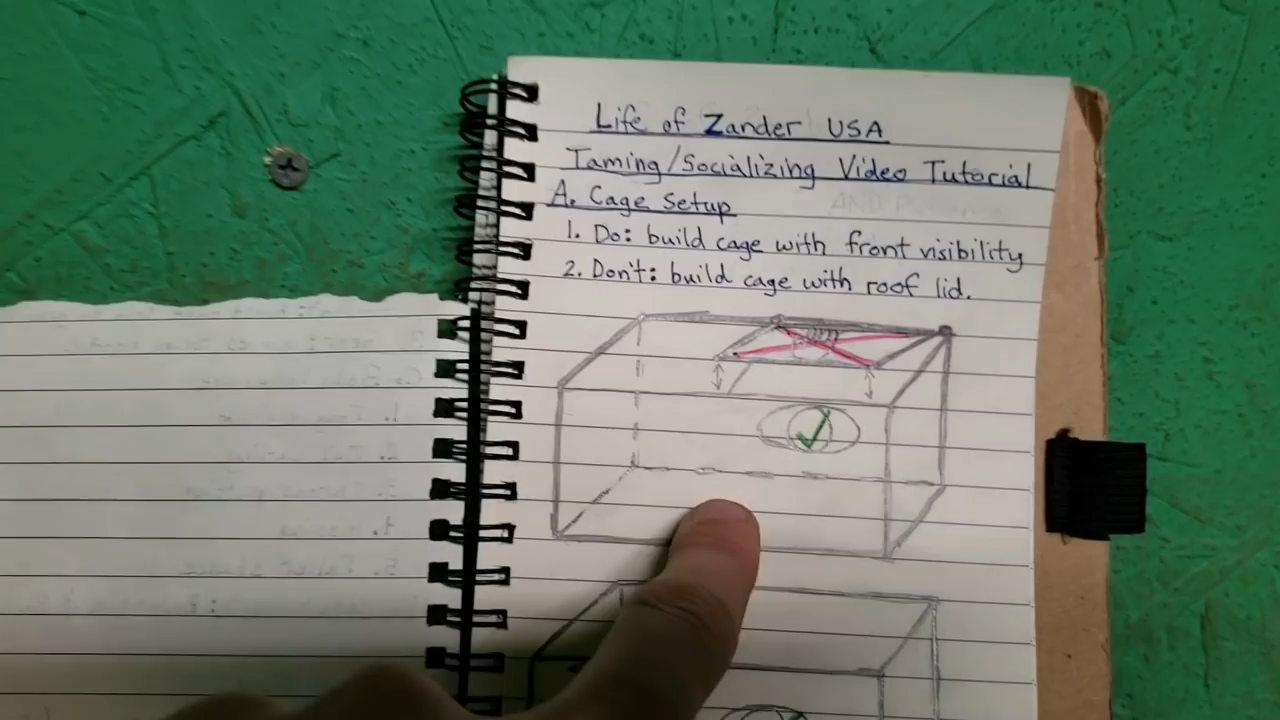 Life of Zander USA
Taming/Socializing Video Tutorial
A. Cage Setup
1. Do: build cage with front visibility
2. Don't: build cage with roof lid.